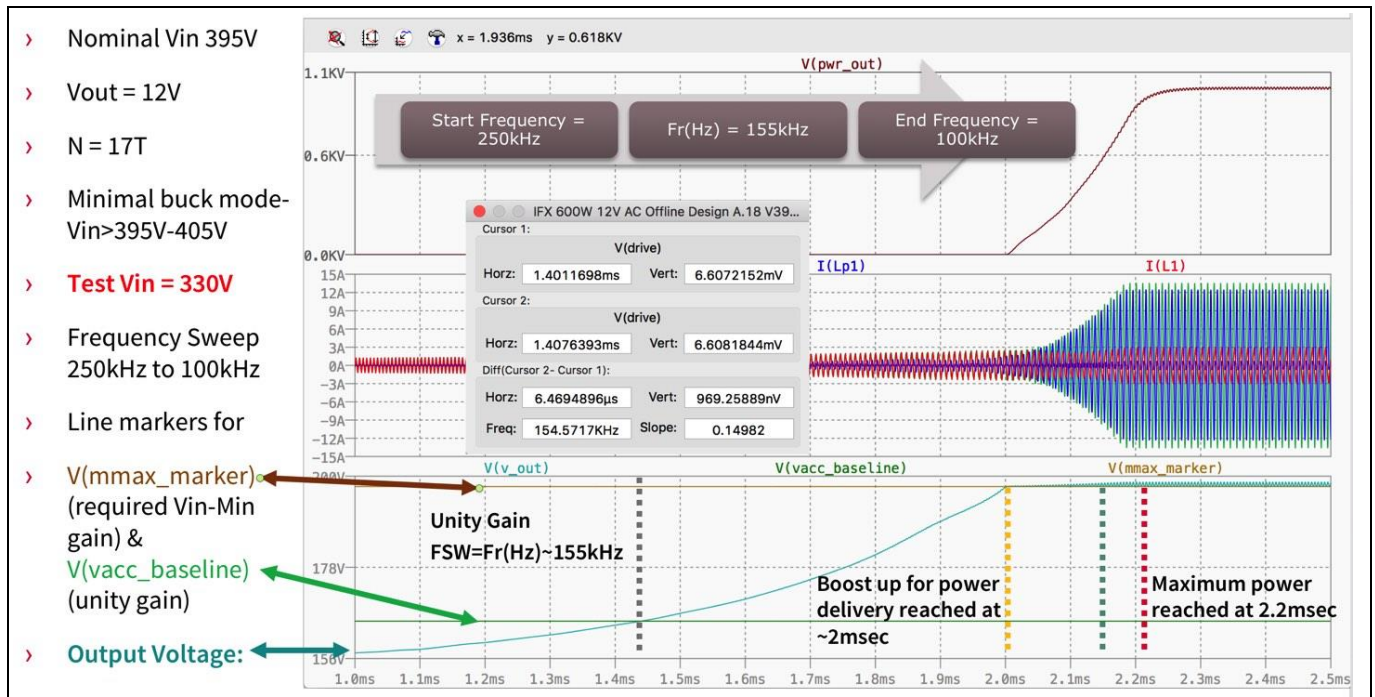 › Nominal Vin 395V
› Vout = 12V
› N = 17T
› Minimal buck mode-
Vin>395V-405V
› Test Vin = 330V
› Frequency Sweep
250kHz to 100kHz
› Line markers for
› V(mmax_marker)
(required Vin-Min
gain) &
V(vacc_baseline)
(unity gain)
› Output Voltage:
x = 1.936ms y = 0.618KV
V(pwr_out)
1.1KV
0.6KV
0.0KV
Start Frequency =
250kHz
Fr(Hz) = 155kHz
End Frequency =
100kHz
IFX 600W 12V AC Offline Design A.18 V39...
Cursor 1:
V(drive)
Horz: 1.4011698ms Vert: 6.6072152mV
Cursor 2:
V(drive)
Horz: 1.4076393ms Vert: 6.6081844mV
Diff(Cursor 2- Cursor 1):
Horz: 6.4694896µs Vert: 969.25889nV
Freq: 154.5717KHz Slope: 0.14982
I(Lp1) I(L1)
15A
12A
9A
6A
3A
0A
-3A
-6A
-9A
-12A
-15A
V(v_out) V(vacc_baseline) V(mmax_marker)
200V
178V
156V
Unity Gain
FSW=Fr(Hz)~155kHz
Boost up for power
delivery reached at
~2msec
Maximum power
reached at 2.2msec
1.0ms 1.1ms 1.2ms 1.3ms 1.4ms 1.5ms 1.6ms 1.7ms 1.8ms 1.9ms 2.0ms 2.1ms 2.2ms 2.3ms 2.4ms 2.5ms